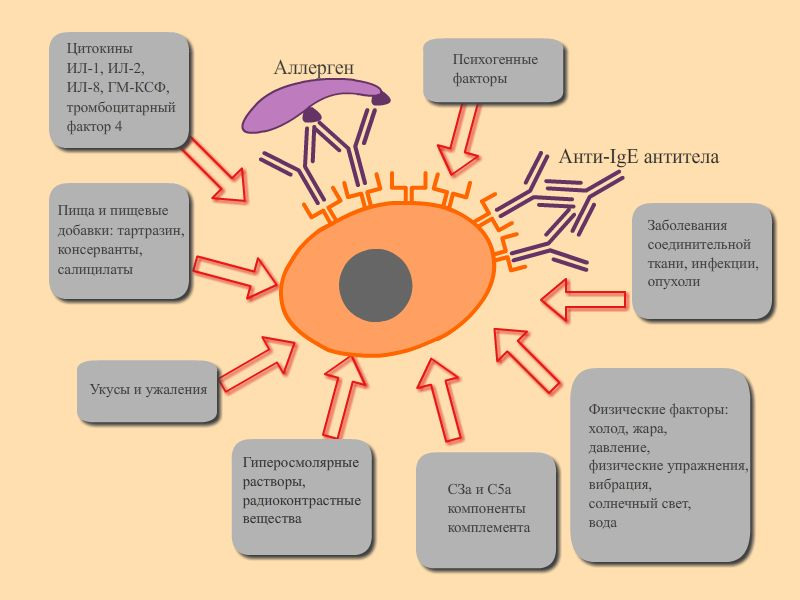 Цитокины
ИЛ-1, ИЛ-2,
ИЛ-8, ГМ-КСФ,
тромбоцитарный
фактор 4
Аллерген
Психогенные
факторы
Анти-IgE антитела
Пища и пищевые
добавки: тартразин,
консерванты,
салицилаты
Заболевания
соединительной
ткани, инфекции,
опухоли
Укусы и ужаления
Гиперосмолярные
растворы,
радиоконтрастные
вещества
С3а и С5а
компоненты
комплемента
Физические факторы:
холод, жара,
давление,
физические упражнения,
вибрация,
солнечный свет,
вода